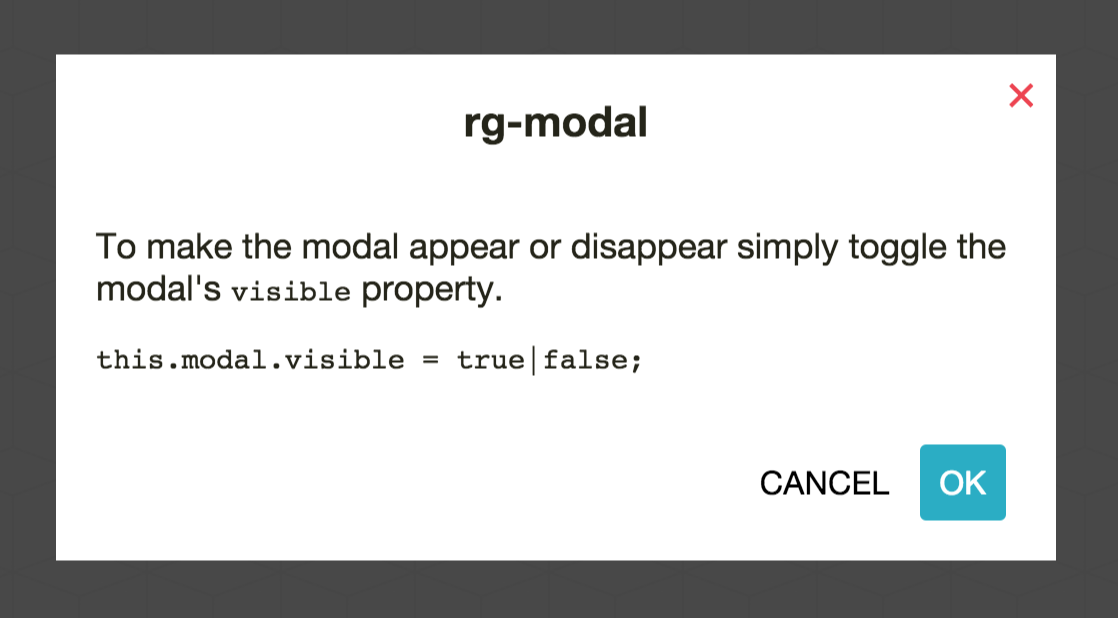 rg-modal
To make the modal appear or disappear simply toggle the
modal's visible property.
this.modal.visible = true|false;
CANCEL OK